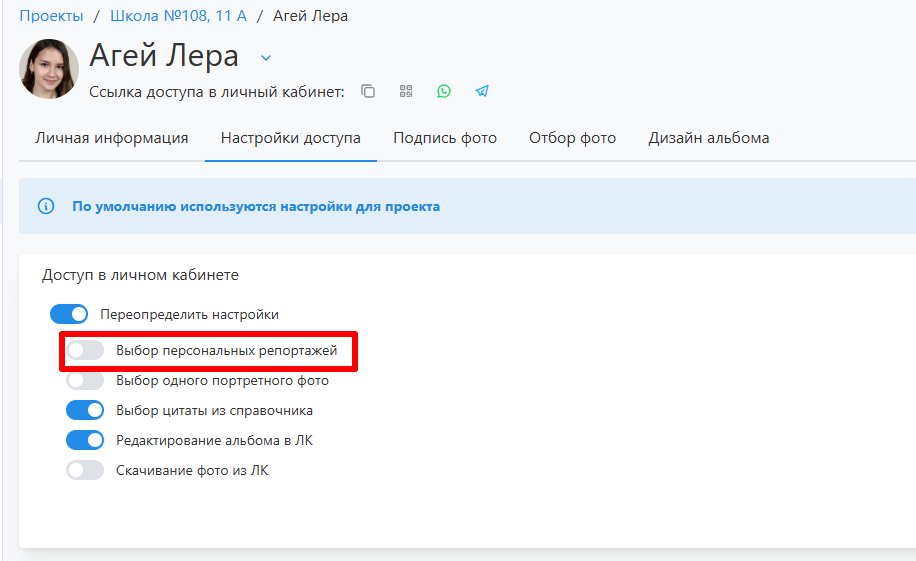 Проекты / Школа №108, 11 А / Агей Лера
Агей Лера
Ссылка доступа в личный кабинет:
Личная информация Настройки доступа Подпись фото Отбор фото Дизайн альбома
По умолчанию используются настройки для проекта
Доступ в личном кабинете
Переопределить настройки
Выбор персональных репортажей
Выбор одного портретного фото
Выбор цитаты из справочника
Редактирование альбома в ЛК
Скачивание фото из ЛК